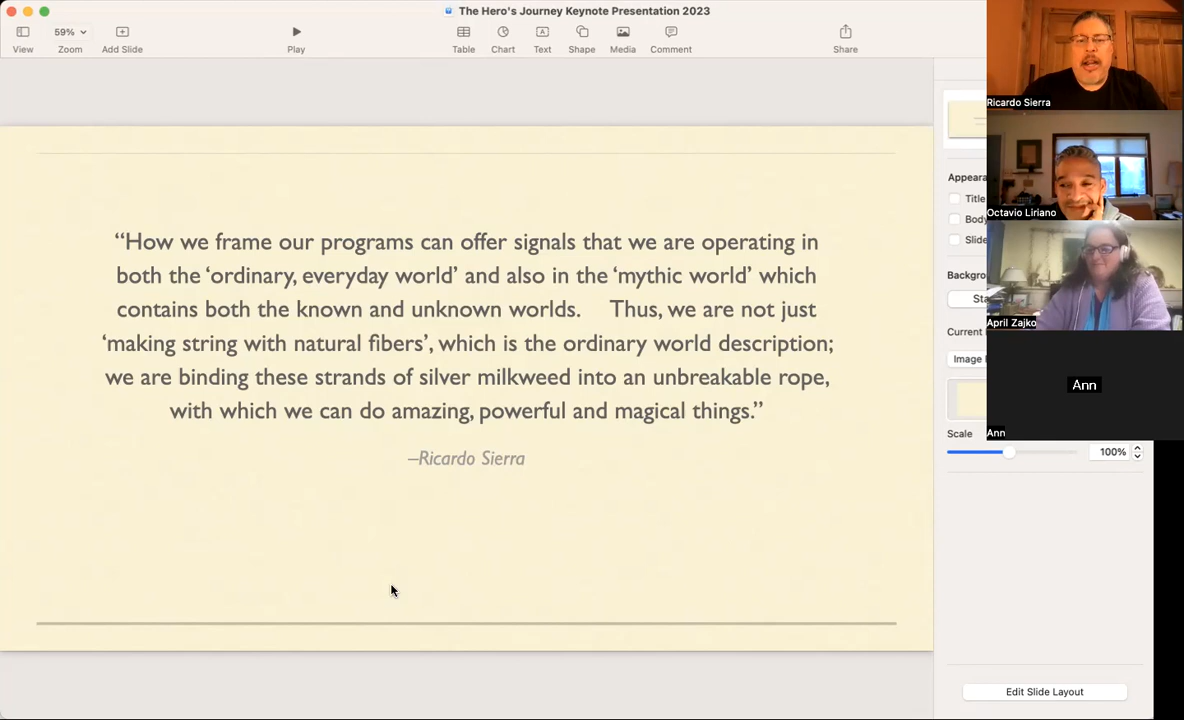 The Hero's Journey Keynote Presentation 2023
59%
View
Zoom
Add Slide
Play
Table
Chart
Text
Shape
Media
Comment
Share
“How we frame our programs can offer signals that we are operating in
both the ‘ordinary, everyday world’ and also in the ‘mythic world’ which
contains both the known and unknown worlds. Thus, we are not just
‘making string with natural fibers’, which is the ordinary world description;
we are binding these strands of silver milkweed into an unbreakable rope,
with which we can do amazing, powerful and magical things.”
–Ricardo Sierra
Appeara
Title
Body
Slide
Backgro
Sta
Current
Image
Scale
100%
Edit Slide Layout
Ricardo Sierra
Octavio Liriano
April Zajko
Ann
Ann